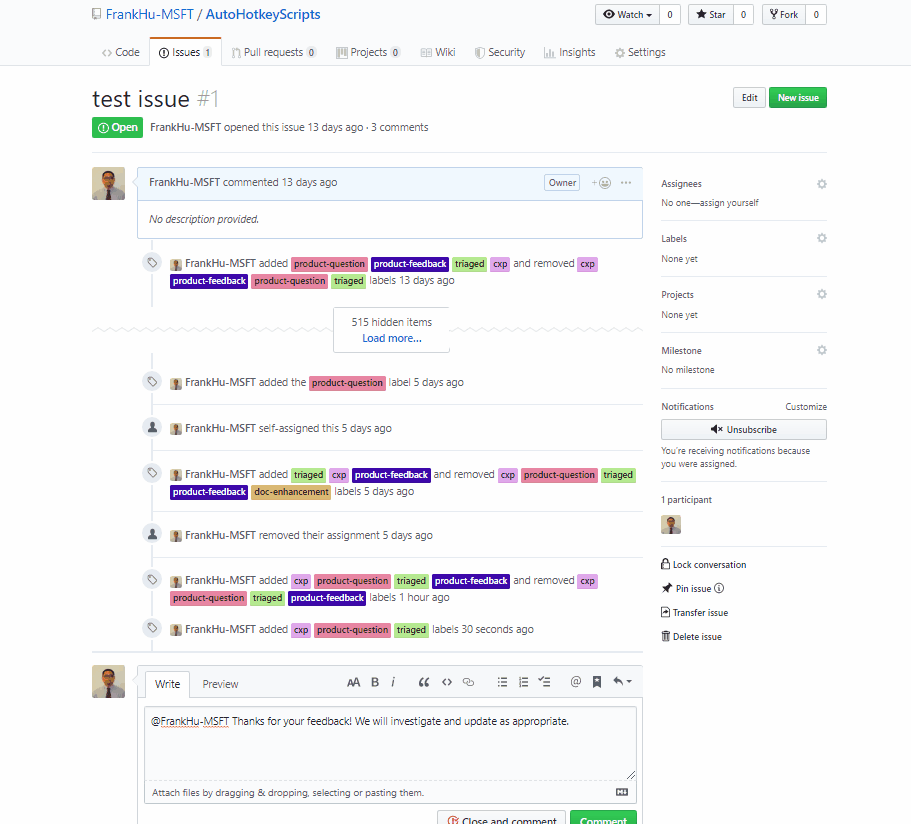 FrankHu-MSFT / AutoHotkeyScripts
Watch 0 Star 0 Fork 0
Code Issues 1 Pull requests 0 Projects 0 Wiki Security Insights Settings
test issue #1
Edit New issue
Open FrankHu-MSFT opened this issue 13 days ago · 3 comments
FrankHu-MSFT commented 13 days ago Owner
No description provided.
FrankHu-MSFT added product-question product-feedback triaged cxp and removed cxp
product-feedback product-question triaged labels 13 days ago
515 hidden items
Load more...
FrankHu-MSFT added the product-question label 5 days ago
FrankHu-MSFT self-assigned this 5 days ago
FrankHu-MSFT added triaged cxp product-feedback and removed cxp product-question triaged
product-feedback doc-enhancement labels 5 days ago
FrankHu-MSFT removed their assignment 5 days ago
FrankHu-MSFT added cxp product-question triaged product-feedback and removed cxp
product-question triaged product-feedback labels 1 hour ago
FrankHu-MSFT added cxp product-question triaged labels 30 seconds ago
Write Preview
AA B i
@FrankHu-MSFT Thanks for your feedback! We will investigate and update as appropriate.
Attach files by dragging & dropping, selecting or pasting them.
Close and comment Comment
Assignees
No one—assign yourself
Labels
None yet
Projects
None yet
Milestone
No milestone
Notifications Customize
Unsubscribe
You're receiving notifications because
you were assigned.
1 participant
Lock conversation
Pin issue
Transfer issue
Delete issue